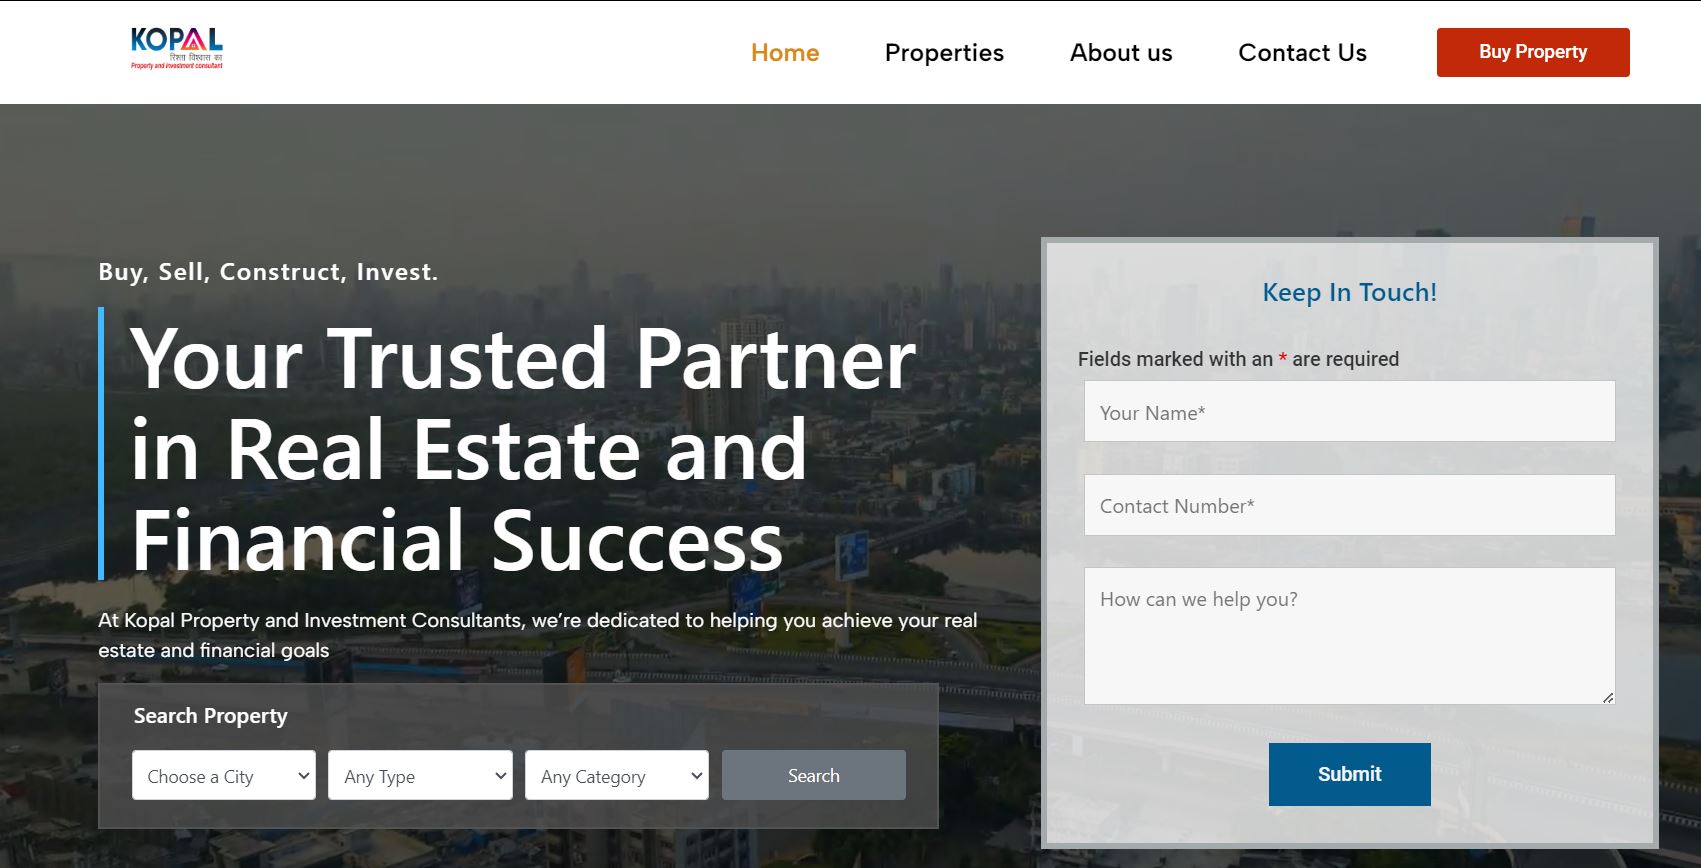 KOPAL
रिश्ता विश्वास का
Property and investment consultant
Home
Properties
About us
Contact Us
Buy Property
Buy, Sell, Construct, Invest.
Your Trusted Partner
in Real Estate and
Financial Success
At Kopal Property and Investment Consultants, we’re dedicated to helping you achieve your real
estate and financial goals
Search Property
Choose a City
Any Type
Any Category
Search
Keep In Touch!
Fields marked with an * are required
Your Name*
Contact Number*
How can we help you?
Submit